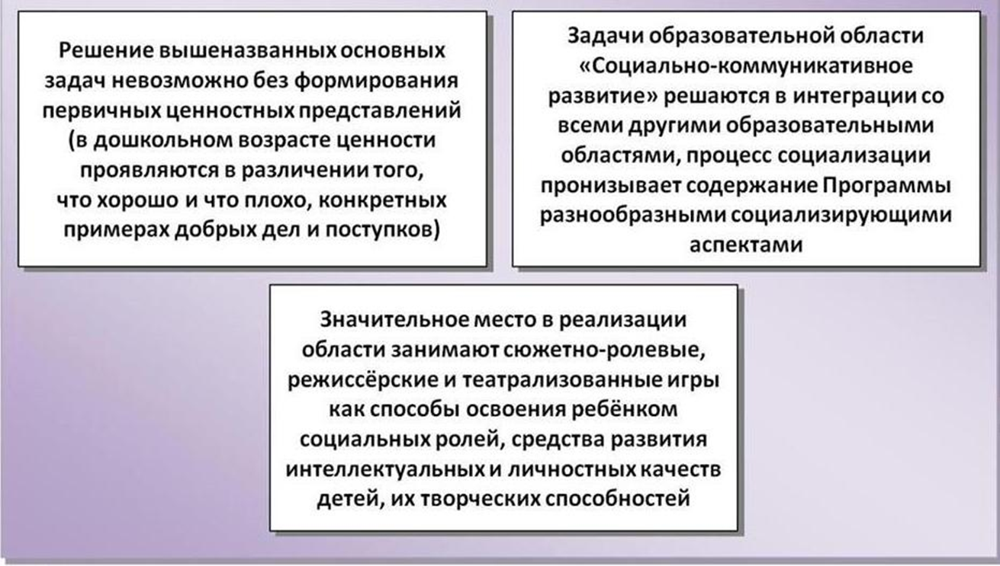 Решение вышеназванных основных
задач невозможно без формирования
первичных ценностных представлений
(в дошкольном возрасте ценности
проявляются в различении того,
что хорошо и что плохо, конкретных
примерах добрых дел и поступков)
Задачи образовательной области
«Социально-коммуникативное
развитие» решаются в интеграции со
всеми другими образовательными
областями, процесс социализации
пронизывает содержание Программы
разнообразными социализирующими
аспектами
Значительное место в реализации
области занимают сюжетно-ролевые,
режиссёрские и театрализованные игры
как способы освоения ребёнком
социальных ролей, средства развития
интеллектуальных и личностных качеств
детей, их творческих способностей